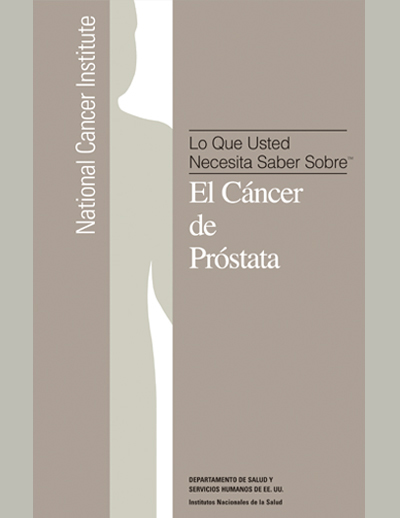 National Cancer Institute
Lo Que Usted
Necesita Saber Sobre™
El Cáncer
de
Próstata
DEPARTAMENTO DE SALUD Y
SERVICIOS HUMANOS DE EE. UU.
Institutos Nacionales de la Salud